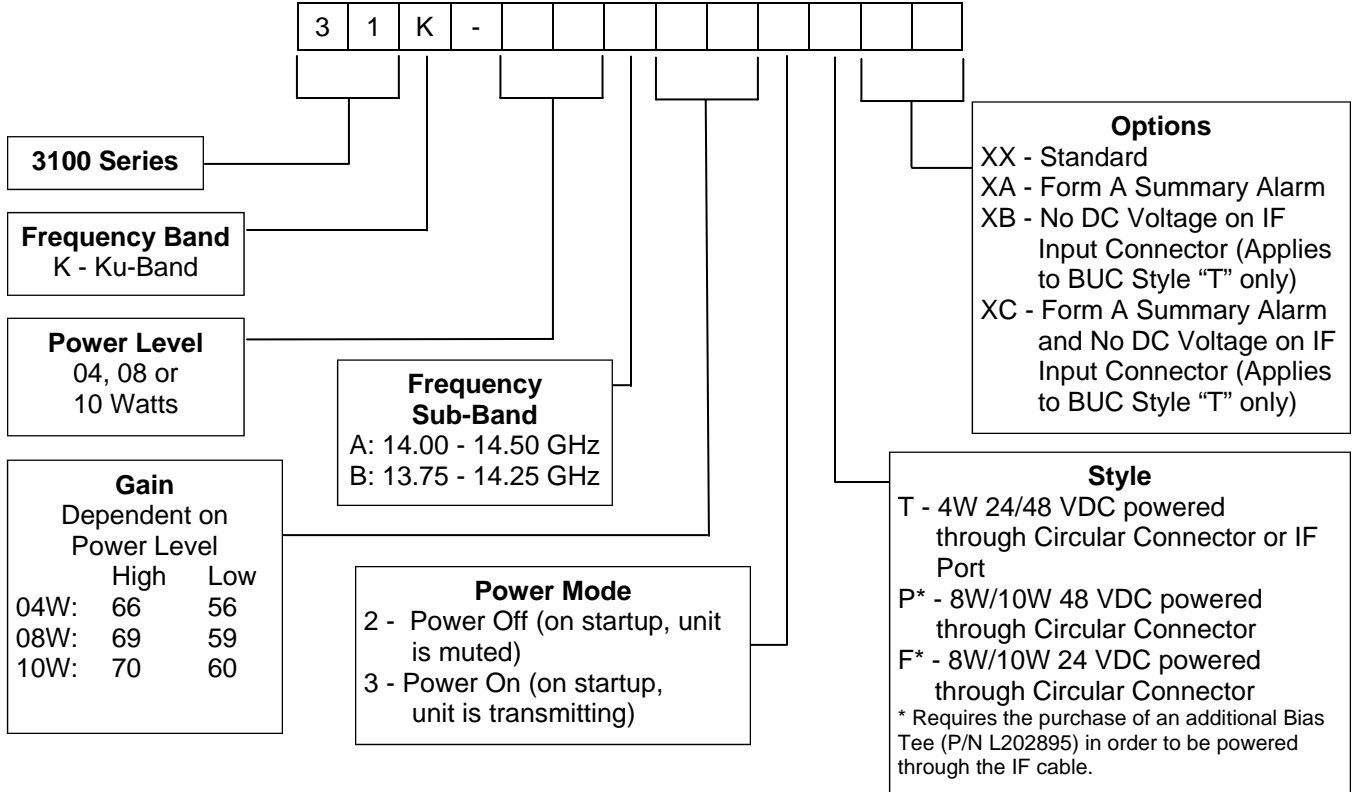 3 1 K -
3100 Series
Frequency Band
K - Ku-Band
Power Level
04, 08 or
10 Watts
Gain
Dependent on
Power Level
High Low
04W: 66 56
08W: 69 59
10W: 70 60
Frequency
Sub-Band
A: 14.00 - 14.50 GHz
B: 13.75 - 14.25 GHz
Power Mode
2 - Power Off (on startup, unit
is muted)
3 - Power On (on startup,
unit is transmitting)
Options
XX - Standard
XA - Form A Summary Alarm
XB - No DC Voltage on IF
Input Connector (Applies
to BUC Style “T” only)
XC - Form A Summary Alarm
and No DC Voltage on IF
Input Connector (Applies
to BUC Style “T” only)
Style
T - 4W 24/48 VDC powered
through Circular Connector or IF
Port
P* - 8W/10W 48 VDC powered
through Circular Connector
F* - 8W/10W 24 VDC powered
through Circular Connector
* Requires the purchase of an additional Bias
Tee (P/N L202895) in order to be powered
through the IF cable.